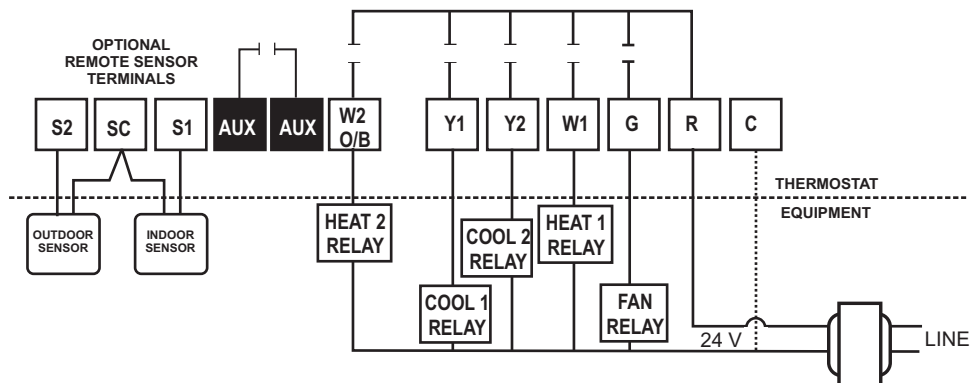 OPTIONAL
REMOTE SENSOR
TERMINALS
S2
SC
S1
AUX
AUX
W2
O/B
Y1
Y2
W1
G
R
C
THERMOSTAT
EQUIPMENT
OUTDOOR
SENSOR
INDOOR
SENSOR
HEAT 2
RELAY
COOL 1
RELAY
COOL 2
RELAY
HEAT 1
RELAY
FAN
RELAY
24 V
LINE